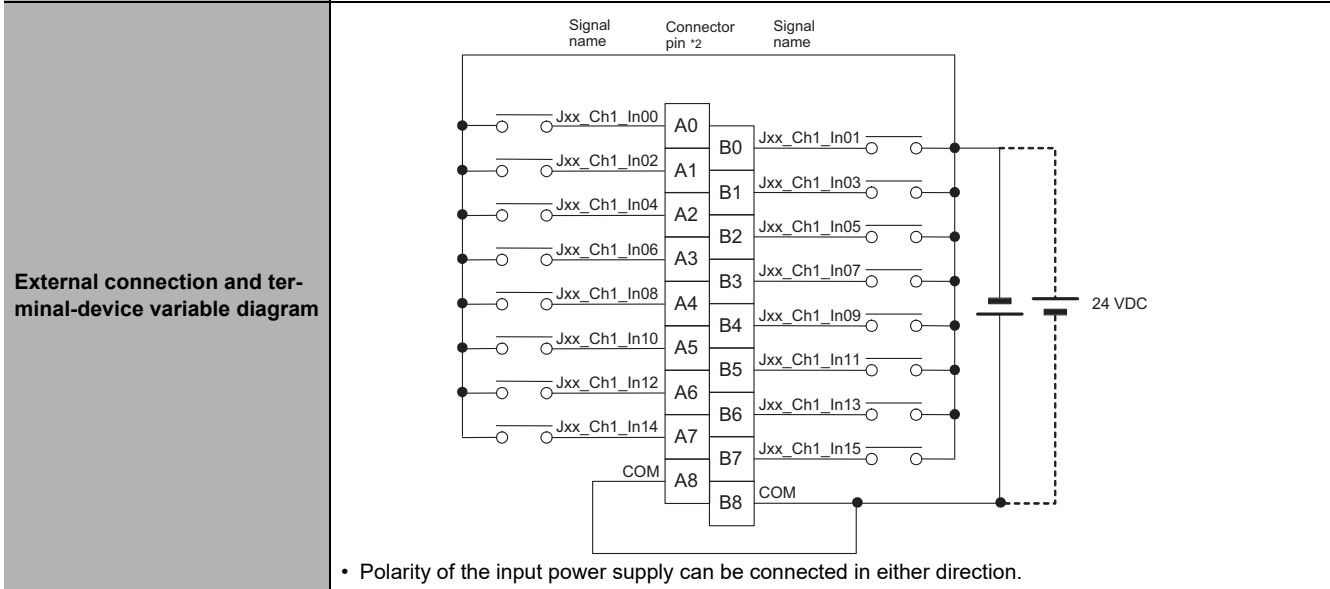 Signal name
Connector pin *2
Signal name
Jxx_Ch1_In00
A0
B0
Jxx_Ch1_In01
Jxx_Ch1_In02
A1
B1
Jxx_Ch1_In03
Jxx_Ch1_In04
A2
B2
Jxx_Ch1_In05
Jxx_Ch1_In06
A3
B3
Jxx_Ch1_In07
Jxx_Ch1_In08
A4
B4
Jxx_Ch1_In09
Jxx_Ch1_In10
A5
B5
Jxx_Ch1_In11
Jxx_Ch1_In12
A6
B6
Jxx_Ch1_In13
Jxx_Ch1_In14
A7
B7
Jxx_Ch1_In15
COM
A8
B8
COM
24 VDC
External connection and ter-
minal-device variable diagram
• Polarity of the input power supply can be connected in either direction.